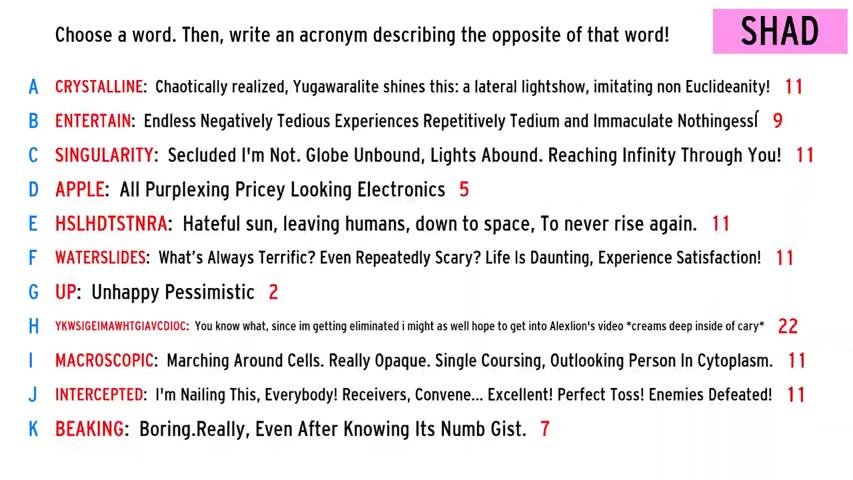 Choose a word. Then, write an acronym describing the opposite of that word!
SHAD
A CRYSTALLINE: Chaotically realized, Yugawaralite shines this: a lateral lightshow, imitating non Euclideanity! 11
B ENTERTAIN: Endless Negatively Tedious Experiences Repetitively Tedium and Immaculate NothingessÍ 9
C SINGULARITY: Secluded I'm Not. Globe Unbound, Lights Abound. Reaching Infinity Through You! 11
D APPLE: All Purplexing Pricey Looking Electronics 5
E HSLHDTSTNRA: Hateful sun, leaving humans, down to space, To never rise again. 11
F WATERSLIDES: What's Always Terrific? Even Repeatedly Scary? Life Is Daunting, Experience Satisfaction! 11
G UP: Unhappy Pessimistic 2
H YKWSIGEIMAWHTGIAVCDIOC: You know what, since im getting eliminated i might as well hope to get into Alexlion's video *creams deep inside of cary* 22
I MACROSCOPIC: Marching Around Cells. Really Opaque. Single Coursing, Outlooking Person In Cytoplasm. 11
J INTERCEPTED: I'm Nailing This, Everybody! Receivers, Convene... Excellent! Perfect Toss! Enemies Defeated! 11
K BEAKING: Boring.Really, Even After Knowing Its Numb Gist. 7